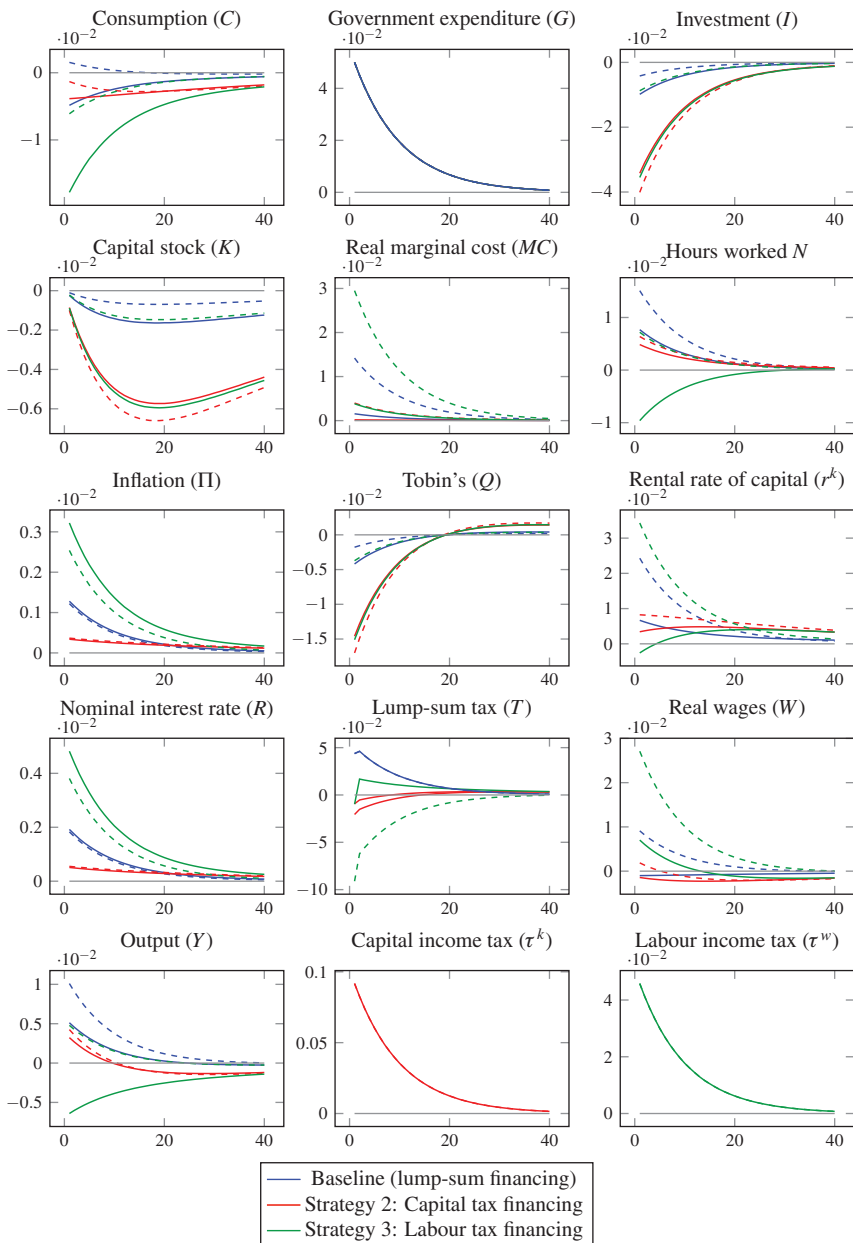 Consumption (C)
Government expenditure (G)
Investment (I)
·10⁻²
·10⁻²
·10⁻²
0
−1
0 20 40
4
2
0
0 20 40
0
−2
−4
0 20 40
Capital stock (K)
Real marginal cost (MC)
Hours worked N
·10⁻²
·10⁻²
·10⁻²
0
−0.2
−0.4
−0.6
0 20 40
3
2
1
0
0 20 40
1
0
−1
0 20 40
Inflation (Π)
Tobin's (Q)
Rental rate of capital (rᵏ)
·10⁻²
·10⁻²
·10⁻²
0.3
0.2
0.1
0
0 20 40
0
−0.5
−1
−1.5
0 20 40
3
2
1
0
0 20 40
Nominal interest rate (R)
Lump-sum tax (T)
Real wages (W)
·10⁻²
·10⁻²
·10⁻²
0.4
0.2
0
0 20 40
5
0
−5
−10
0 20 40
3
2
1
0
0 20 40
Output (Y)
Capital income tax (τᵏ)
Labour income tax (τʷ)
·10⁻²
·10⁻²
1
0.5
0
−0.5
0 20 40
0.1
0.05
0
0 20 40
4
2
0
0 20 40
Baseline (lump-sum financing)
Strategy 2: Capital tax financing
Strategy 3: Labour tax financing